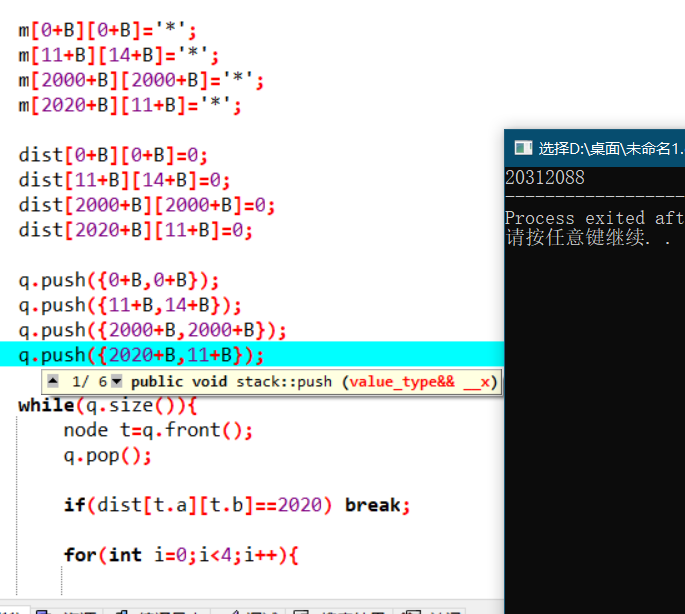 m[0+B][0+B]='*';
m[11+B][14+B]='*';
m[2000+B][2000+B]='*';
m[2020+B][11+B]='*';
dist[0+B][0+B]=0;
dist[11+B][14+B]=0;
dist[2000+B][2000+B]=0;
dist[2020+B][11+B]=0;
q.push({0+B,0+B});
q.push({11+B,14+B});
q.push({2000+B,2000+B});
q.push({2020+B,11+B});
1/ 6 public void stack::push (value_type&& __x)
while(q.size()){
node t=q.front();
q.pop();
if(dist[t.a][t.b]==2020) break;
for(int i=0;i<4;i++){
选择D:\桌面\未命名1.
20312088
--------------------
Process exited aft
请按任意键继续. .